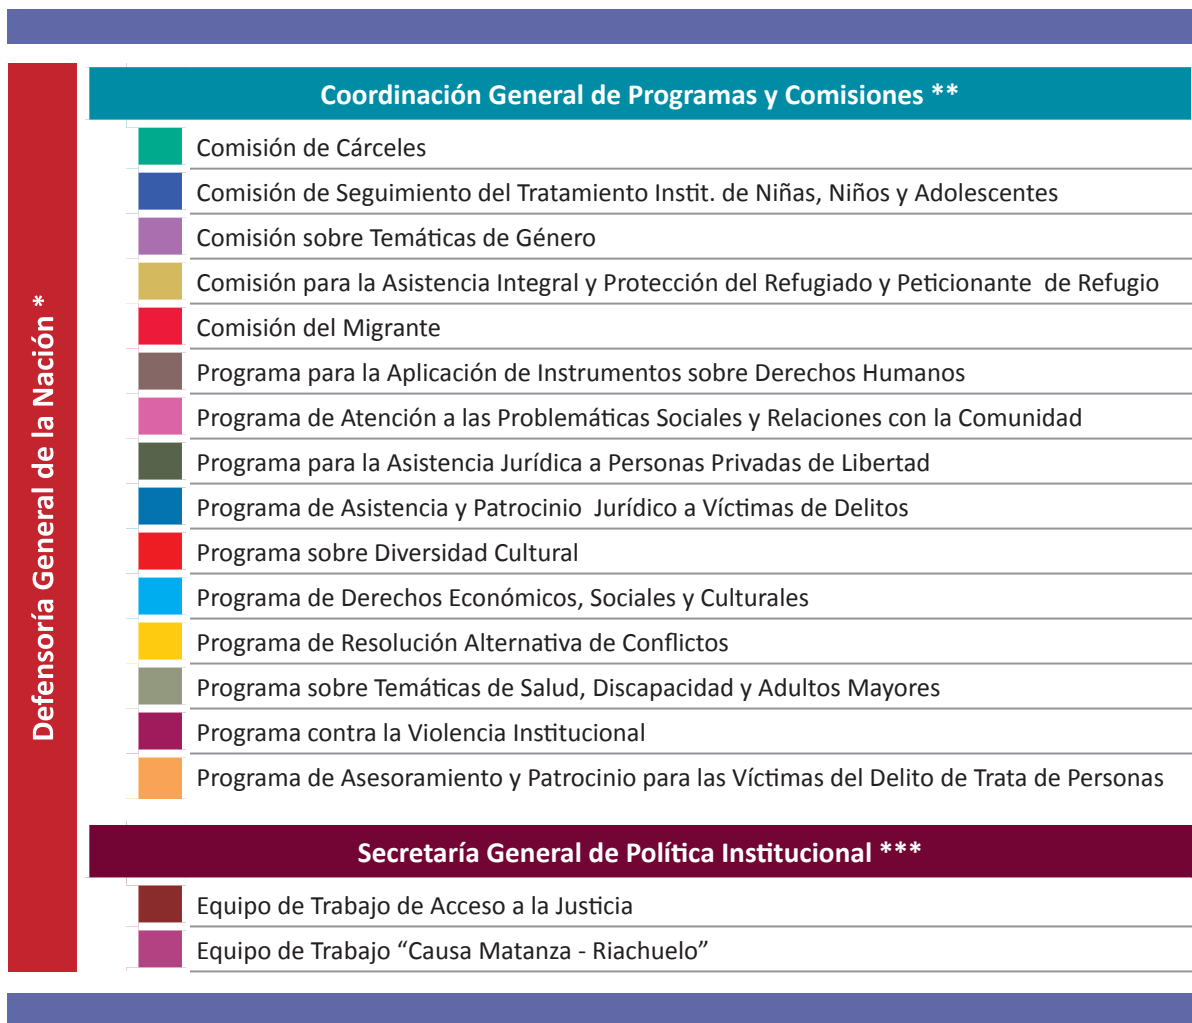 Defensoría General de la Nación *
Coordinación General de Programas y Comisiones **
Comisión de Cárceles
Comisión de Seguimiento del Tratamiento Instit. de Niñas, Niños y Adolescentes
Comisión sobre Temáticas de Género
Comisión para la Asistencia Integral y Protección del Refugiado y Peticionante de Refugio
Comisión del Migrante
Programa para la Aplicación de Instrumentos sobre Derechos Humanos
Programa de Atención a las Problemáticas Sociales y Relaciones con la Comunidad
Programa para la Asistencia Jurídica a Personas Privadas de Libertad
Programa de Asistencia y Patrocinio Jurídico a Víctimas de Delitos
Programa sobre Diversidad Cultural
Programa de Derechos Económicos, Sociales y Culturales
Programa de Resolución Alternativa de Conflictos
Programa sobre Temáticas de Salud, Discapacidad y Adultos Mayores
Programa contra la Violencia Institucional
Programa de Asesoramiento y Patrocinio para las Víctimas del Delito de Trata de Personas
Secretaría General de Política Institucional ***
Equipo de Trabajo de Acceso a la Justicia
Equipo de Trabajo “Causa Matanza - Riachuelo”